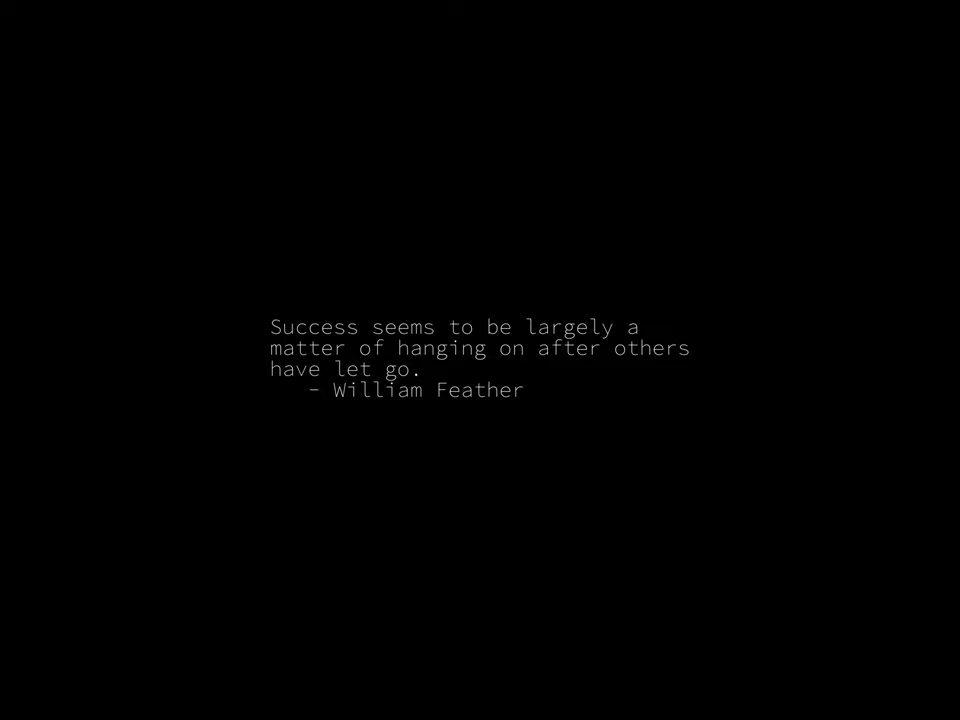 Success seems to be largely a
matter of hanging on after others
have let go.
– William Feather